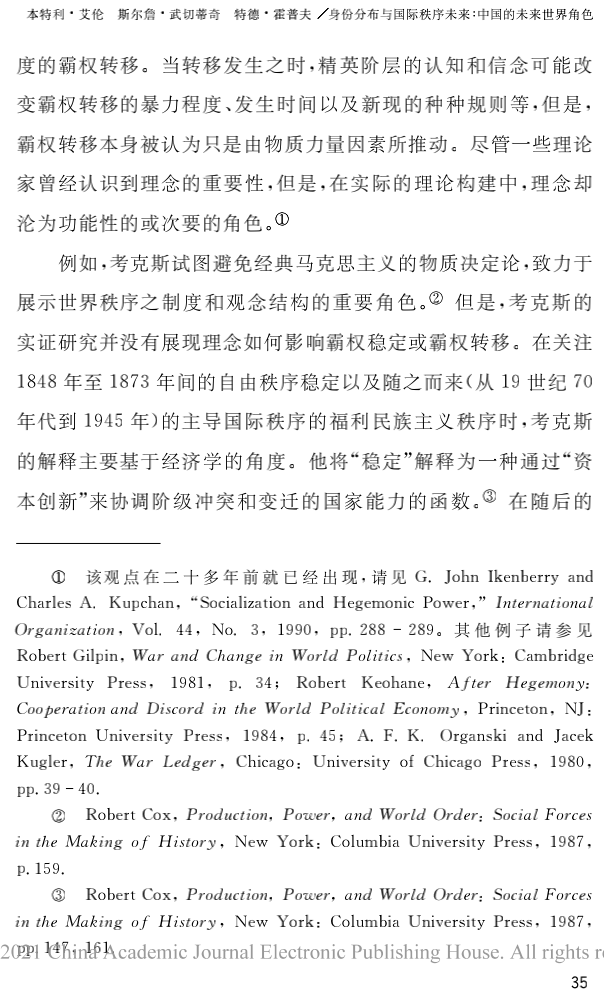 本特利·艾伦　斯尔詹·武切蒂奇　特德·霍普夫／身份分布与国际秩序未来：中国的未来世界角色
度的霸权转移。当转移发生之时，精英阶层的认知和信念可能改
变霸权转移的暴力程度、发生时间以及新现的种种规则等，但是，
霸权转移本身被认为只是由物质力量因素所推动。尽管一些理论
家曾经认识到理念的重要性，但是，在实际的理论构建中，理念却
沦为功能性的或次要的角色。①
例如，考克斯试图避免经典马克思主义的物质决定论，致力于
展示世界秩序之制度和观念结构的重要角色。② 但是，考克斯的
实证研究并没有展现理念如何影响霸权稳定或霸权转移。在关注
1848 年至 1873 年间的自由秩序稳定以及随之而来（从 19 世纪 70
年代到 1945 年）的主导国际秩序的福利民族主义秩序时，考克斯
的解释主要基于经济学的角度。他将“稳定”解释为一种通过“资
本创新”来协调阶级冲突和变迁的国家能力的函数。③ 在随后的
① 该观点在二十多年前就已经出现，请见 G. John Ikenberry and
Charles A. Kupchan, “Socialization and Hegemonic Power,” International
Organization, Vol. 44, No. 3, 1990, pp. 288－289。其他例子请参见
Robert Gilpin, War and Change in World Politics, New York: Cambridge
University Press, 1981, p. 34; Robert Keohane, After Hegemony:
Cooperation and Discord in the World Political Economy, Princeton, NJ:
Princeton University Press, 1984, p. 45; A. F. K. Organski and Jacek
Kugler, The War Ledger, Chicago: University of Chicago Press, 1980,
pp. 39－40.
② Robert Cox, Production, Power, and World Order: Social Forces
in the Making of History, New York: Columbia University Press, 1987,
p. 159.
③ Robert Cox, Production, Power, and World Order: Social Forces
in the Making of History, New York: Columbia University Press, 1987,
pp. 147, 161.
2021 China Academic Journal Electronic Publishing House. All rights re
35